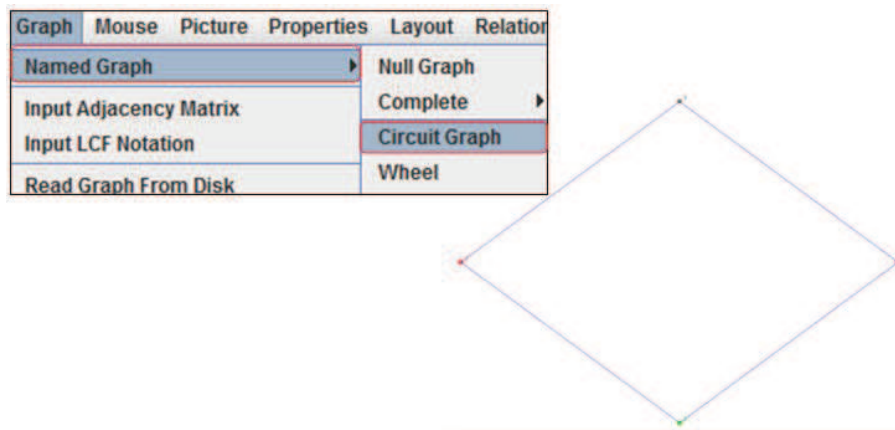 Graph Mouse Picture Properties Layout Relation
Named Graph
Null Graph
Input Adjacency Matrix
Complete
Input LCF Notation
Circuit Graph
Read Graph From Disk
Wheel